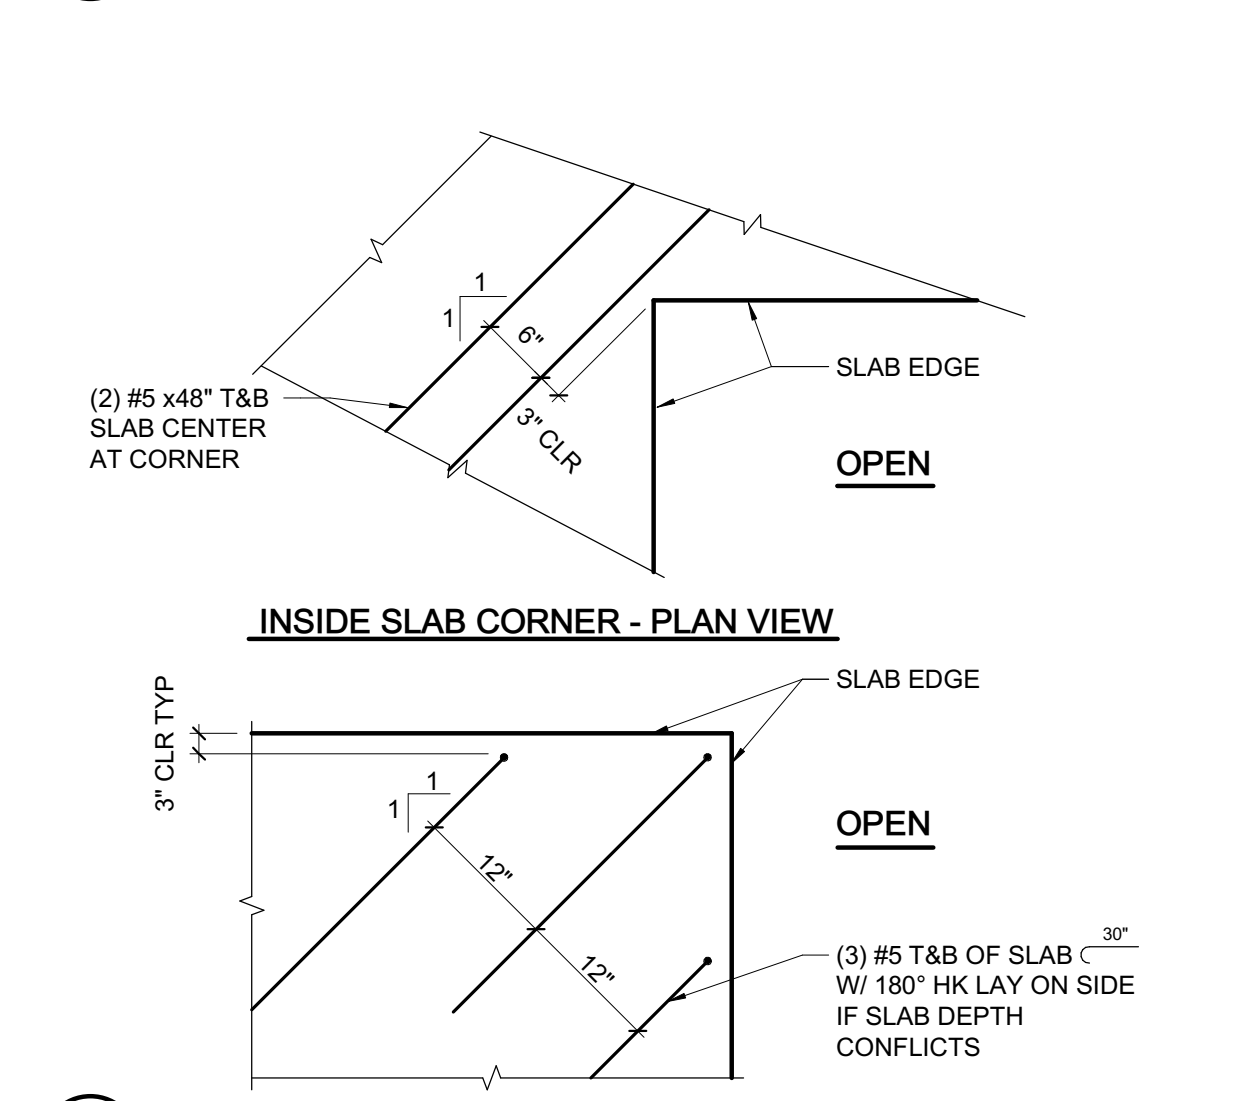 1
1
6"
SLAB EDGE
(2) #5 x48" T&B
SLAB CENTER
AT CORNER
3" CLR
OPEN
INSIDE SLAB CORNER - PLAN VIEW
SLAB EDGE
3" CLR TYP
1
1
OPEN
12"
12"
30"
(3) #5 T&B OF SLAB
W/ 180° HK LAY ON SIDE
IF SLAB DEPTH
CONFLICTS